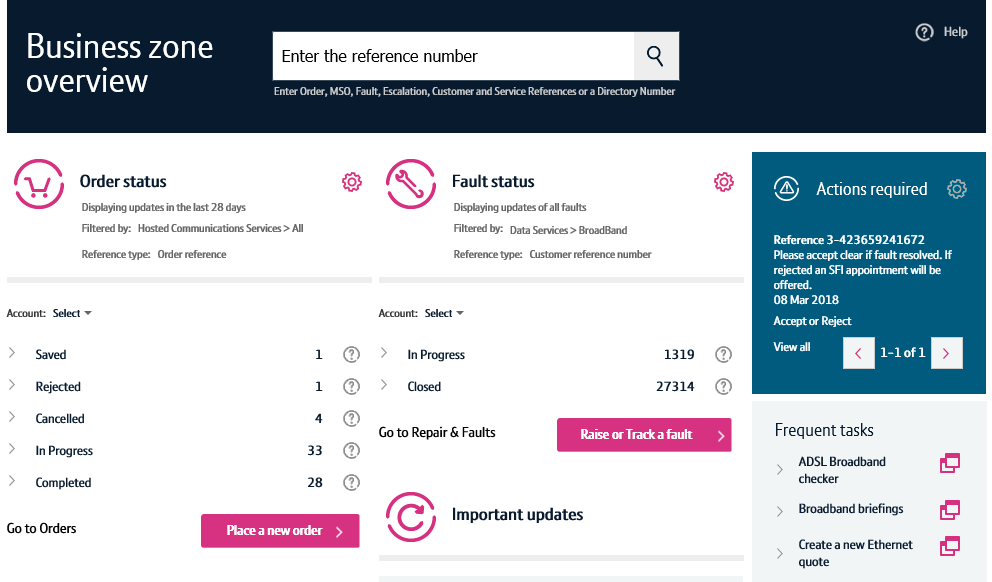 Business zone
overview
Enter the reference number
Enter Order, MSO, Fault, Escalation, Customer and Service References or a Directory Number
Help
Order status
Displaying updates in the last 28 days
Filtered by: Hosted Communications Services > All
Reference type: Order reference
Account: Select
Saved 1
Rejected 1
Cancelled 4
In Progress 33
Completed 28
Go to Orders
Place a new order
Fault status
Displaying updates of all faults
Filtered by: Data Services > BroadBand
Reference type: Customer reference number
Account: Select
In Progress 1319
Closed 27314
Go to Repair & Faults
Raise or Track a fault
Important updates
Actions required
Reference 3-423659241672
Please accept clear if fault resolved. If
rejected an SFI appointment will be
offered.
08 Mar 2018
Accept or Reject
View all
1-1 of 1
Frequent tasks
ADSL Broadband
checker
Broadband briefings
Create a new Ethernet
quote